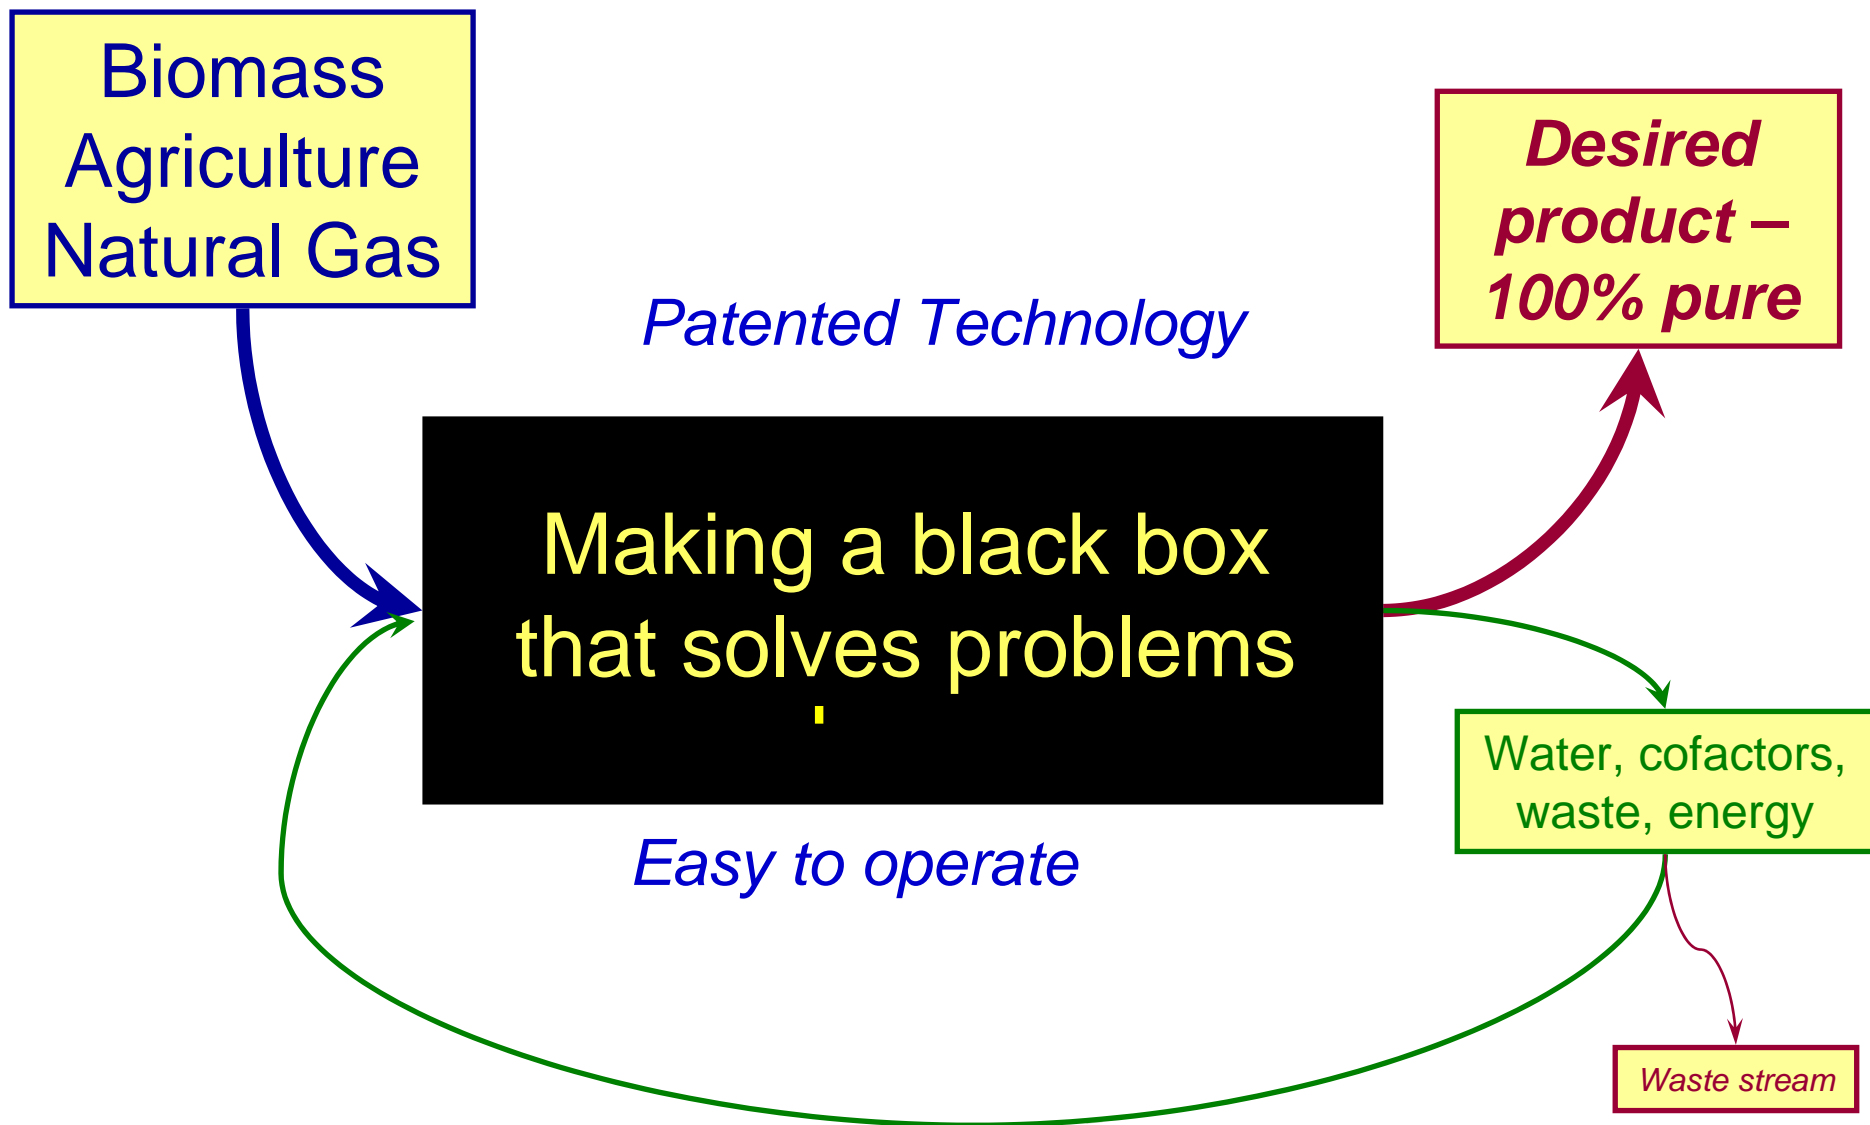 Biomass
Agriculture
Natural Gas
Desired
product –
100% pure
Patented Technology
Making a black box
that solves problems
Easy to operate
Water, cofactors,
waste, energy
Waste stream